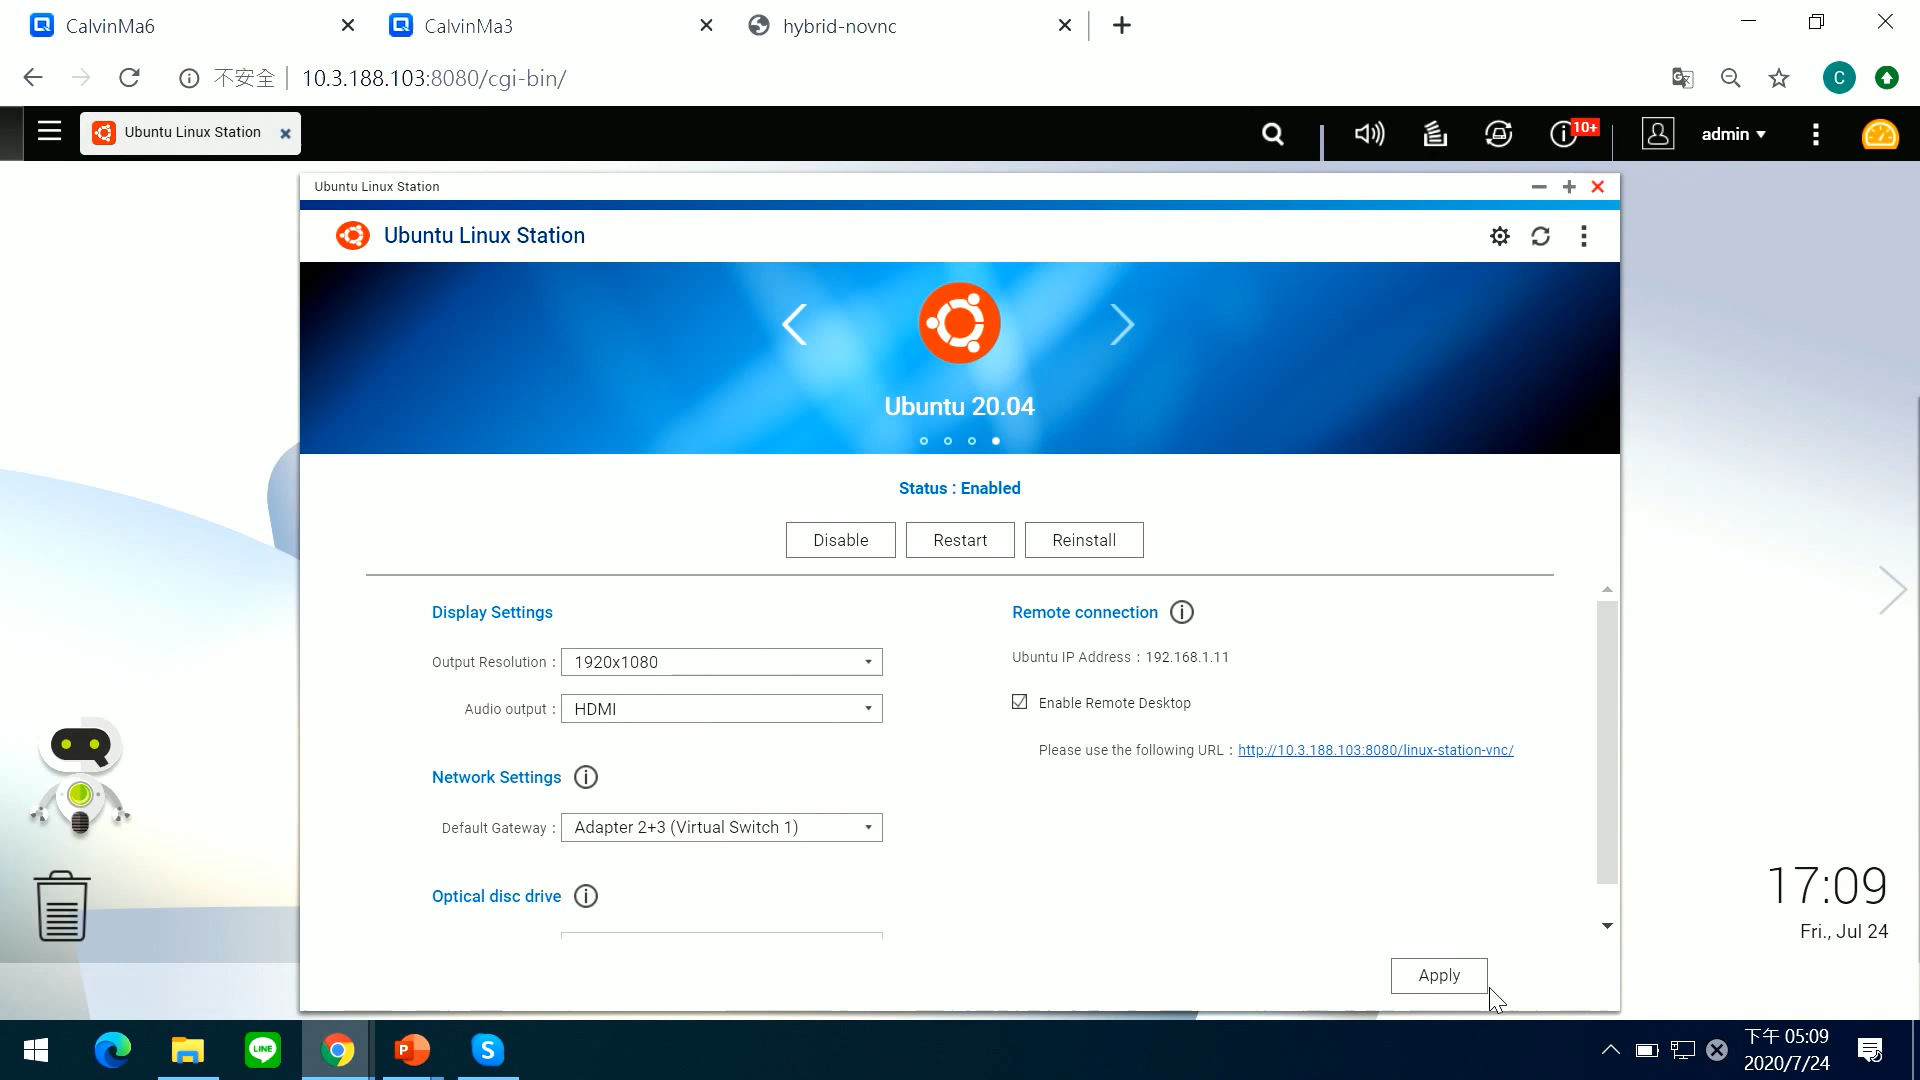 CalvinMa6
CalvinMa3
hybrid-novnc
不安全
10.3.188.103:8080/cgi-bin/
C
Ubuntu Linux Station
10+
admin
Ubuntu Linux Station
Ubuntu Linux Station
Ubuntu 20.04
Status : Enabled
Disable
Restart
Reinstall
Display Settings
Output Resolution :
1920x1080
Audio output :
HDMI
Network Settings
Default Gateway :
Adapter 2+3 (Virtual Switch 1)
Optical disc drive
Remote connection
Ubuntu IP Address : 192.168.1.11
Enable Remote Desktop
Please use the following URL : http://10.3.188.103:8080/linux-station-vnc/
Apply
17:09
Fri., Jul 24
LINE
P
S
下午 05:09
2020/7/24